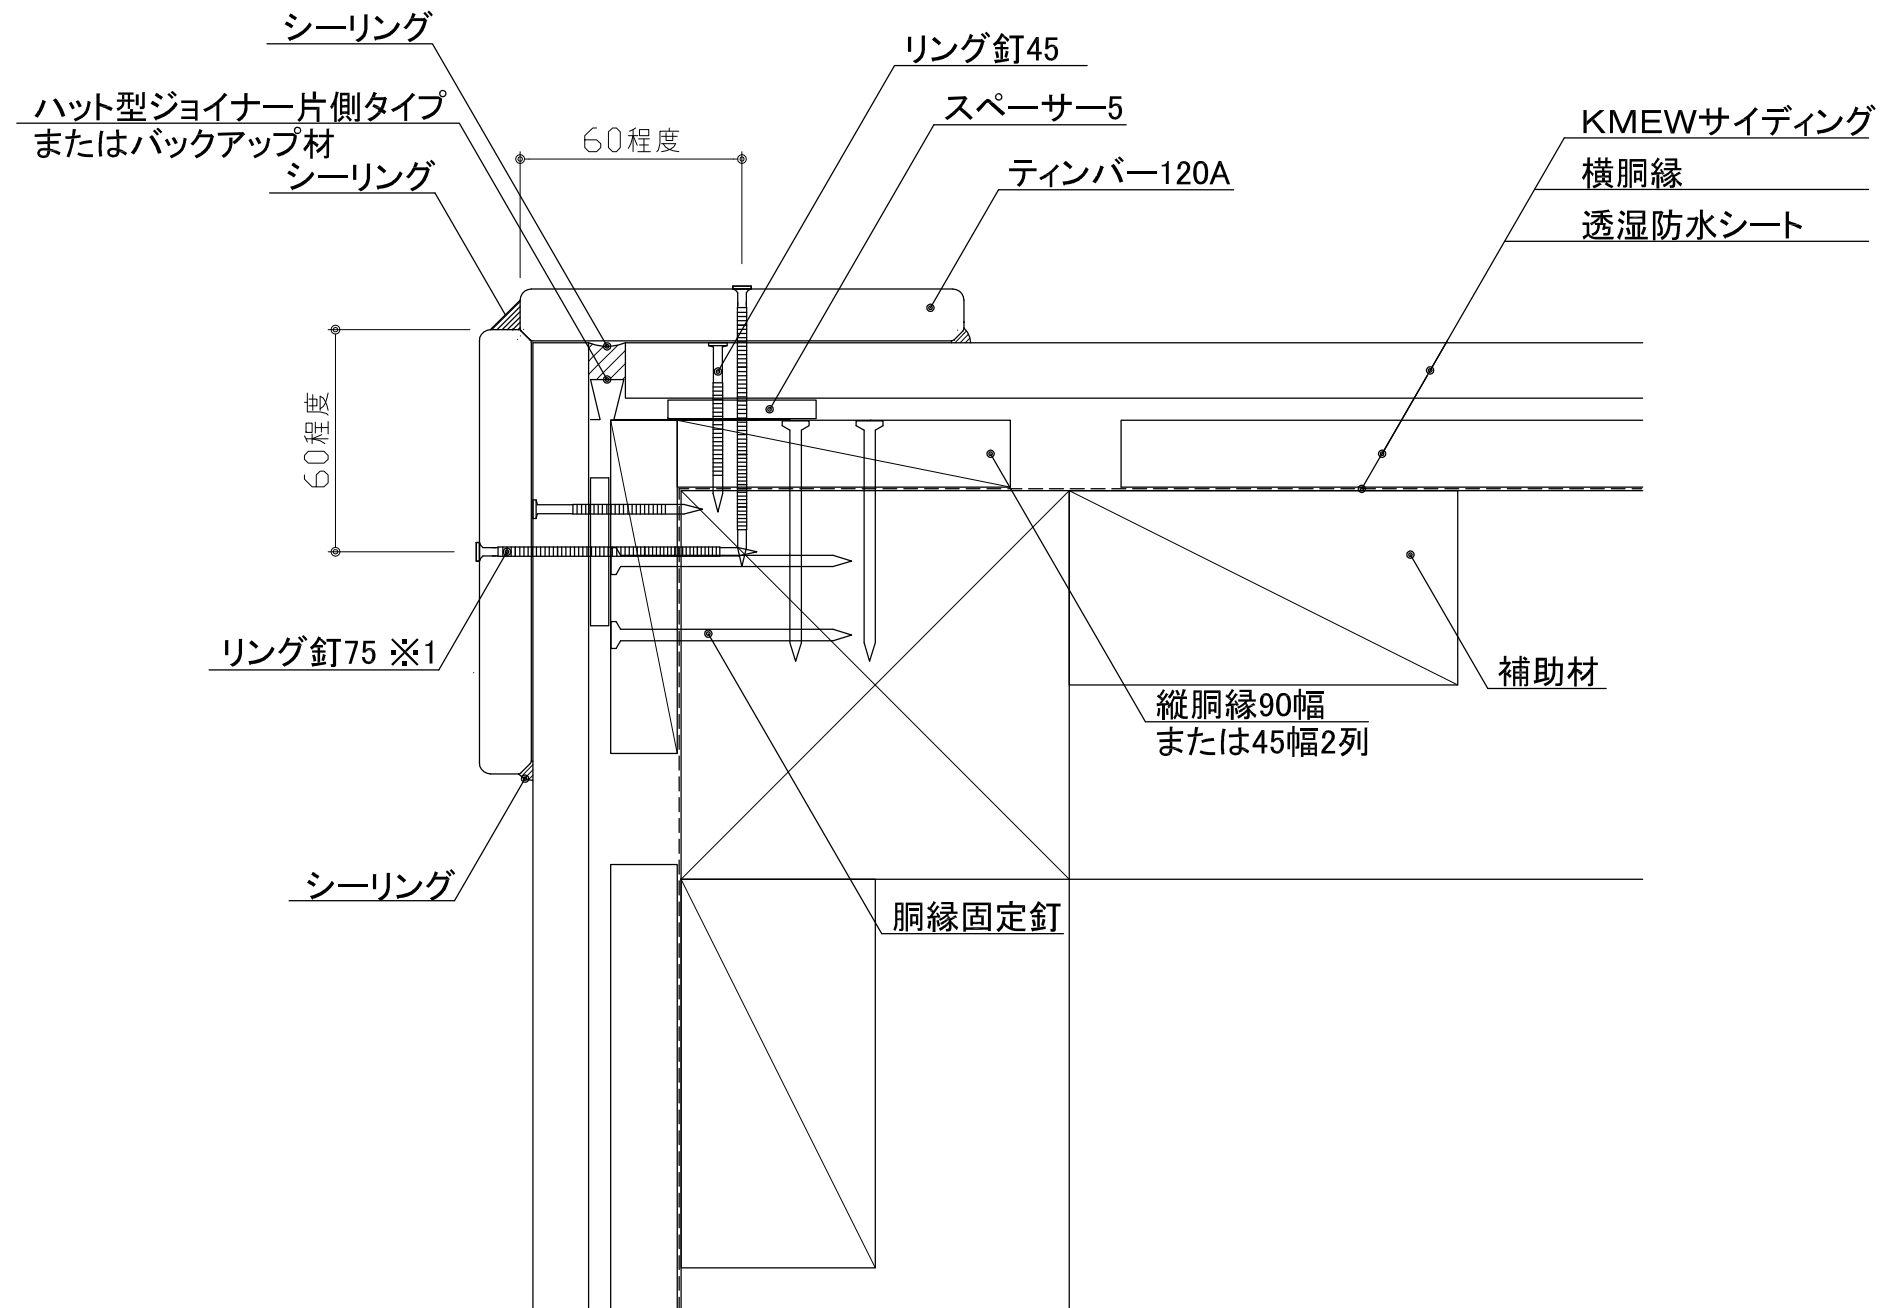 シーリング
リング釘45
ハット型ジョイナー片側タイプ
またはバックアップ材
スペーサー5
KMEWサイディング
60程度
シーリング
ティンバー120A
横胴縁
透湿防水シート
60程度
リング釘75 ※1
補助材
縦胴縁90幅
または45幅2列
シーリング
胴縁固定釘